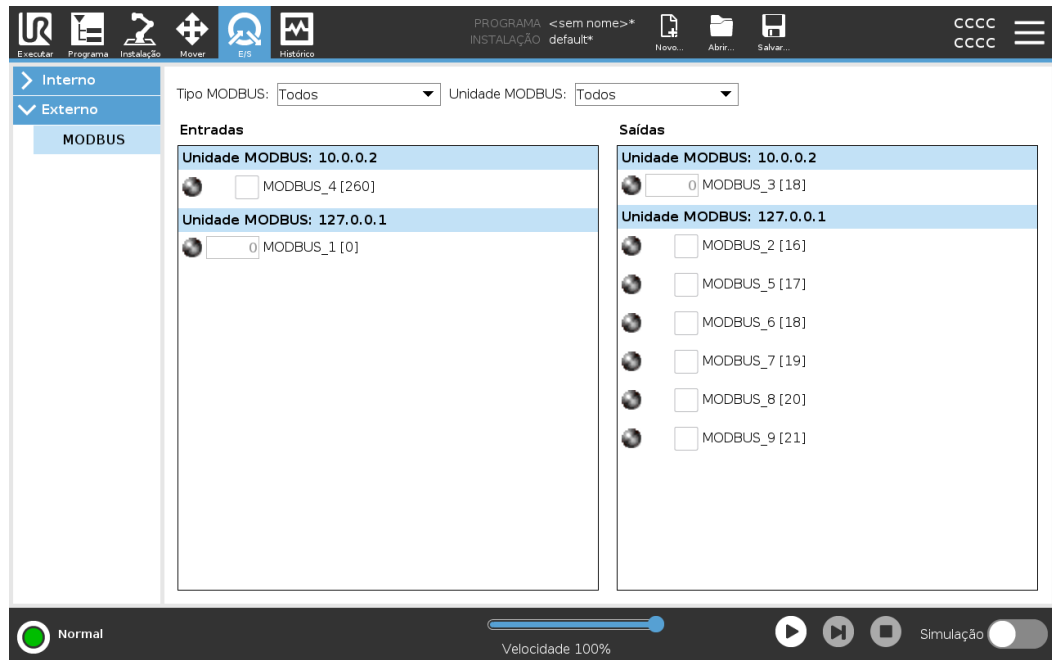 UR
Executar
Programa
Instalação
Mover
E/S
Histórico
PROGRAMA <sem nome>*
INSTALAÇÃO default*
Novo...
Abrir...
Salvar...
CCCC
CCCC
Interno
Externo
MODBUS
Tipo MODBUS: Todos
Unidade MODBUS: Todos
Entradas
Unidade MODBUS: 10.0.0.2
MODBUS_4 [260]
Unidade MODBUS: 127.0.0.1
0 MODBUS_1 [0]
Saídas
Unidade MODBUS: 10.0.0.2
0 MODBUS_3 [18]
Unidade MODBUS: 127.0.0.1
MODBUS_2 [16]
MODBUS_5 [17]
MODBUS_6 [18]
MODBUS_7 [19]
MODBUS_8 [20]
MODBUS_9 [21]
Normal
Velocidade 100%
Simulação